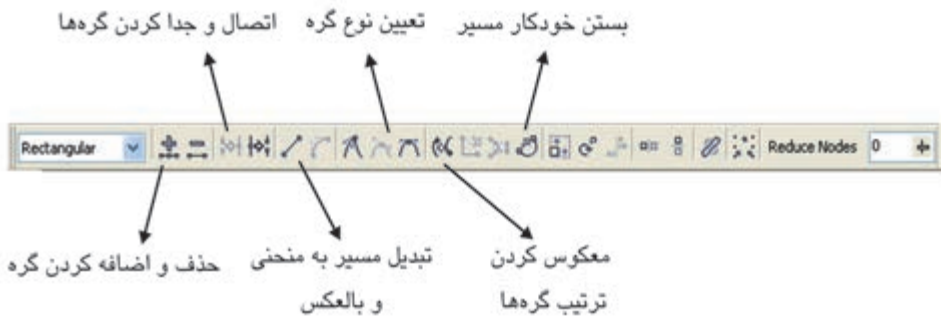 بستن خودکار مسیر
تعیین نوع گره
اتصال و جدا کردن گره‌ها
Rectangular
Reduce Nodes 0
حذف و اضافه کردن گره
تبدیل مسیر به منحنی
و بالعکس
معکوس کردن
ترتیب گره‌ها